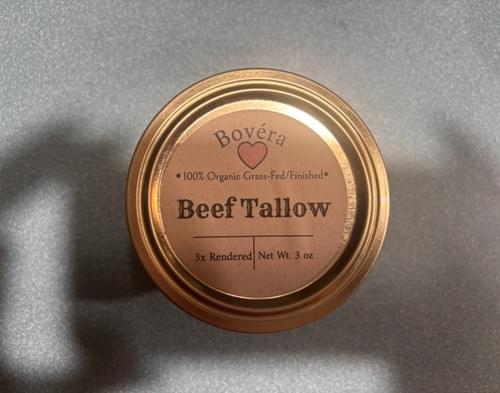 Bovéra
•100% Organic Grass-Fed/Finished•
Beef Tallow
3x Rendered Net Wt. 3 oz